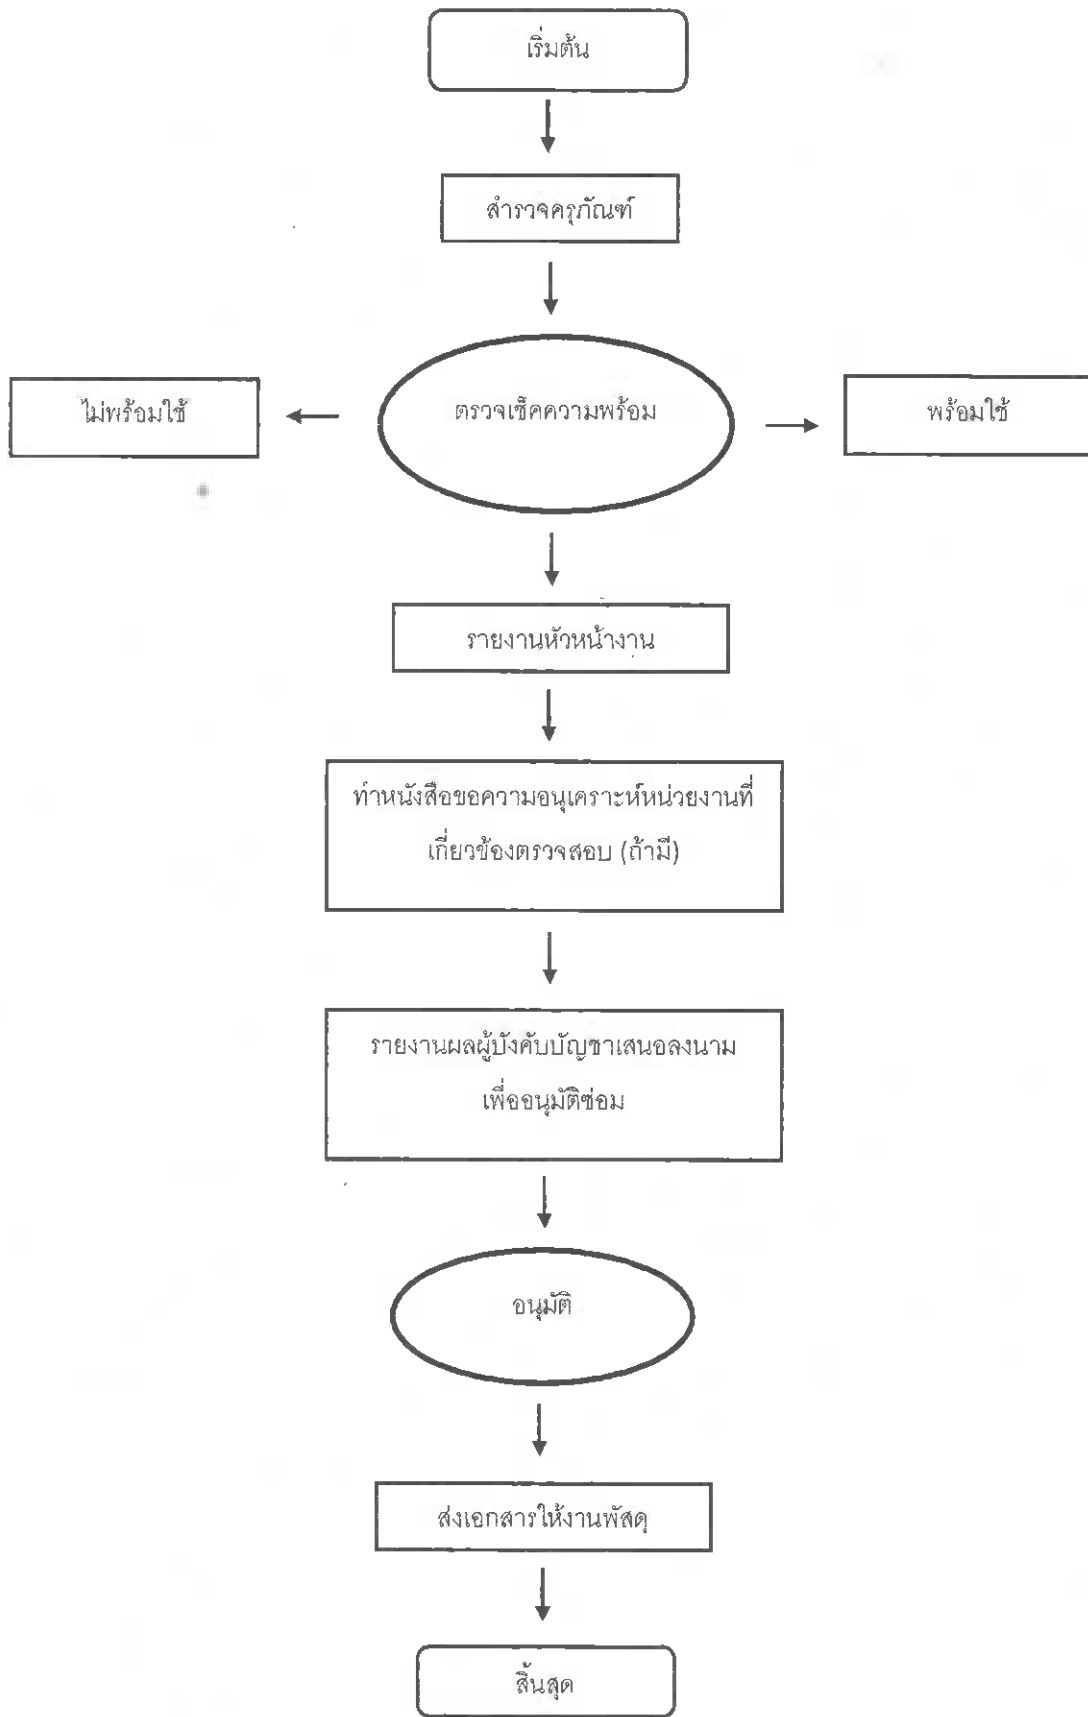 เริ่มต้น
สำรวจครุภัณฑ์
ไม่พร้อมใช้
ตรวจเช็คความพร้อม
พร้อมใช้
รายงานหัวหน้างาน
ทำหนังสือขอความอนุเคราะห์หน่วยงานที่
เกี่ยวข้องตรวจสอบ (ถ้ามี)
รายงานผลผู้บังคับบัญชาเสนอลงนาม
เพื่ออนุมัติซ่อม
อนุมัติ
ส่งเอกสารให้งานพัสดุ
สิ้นสุด